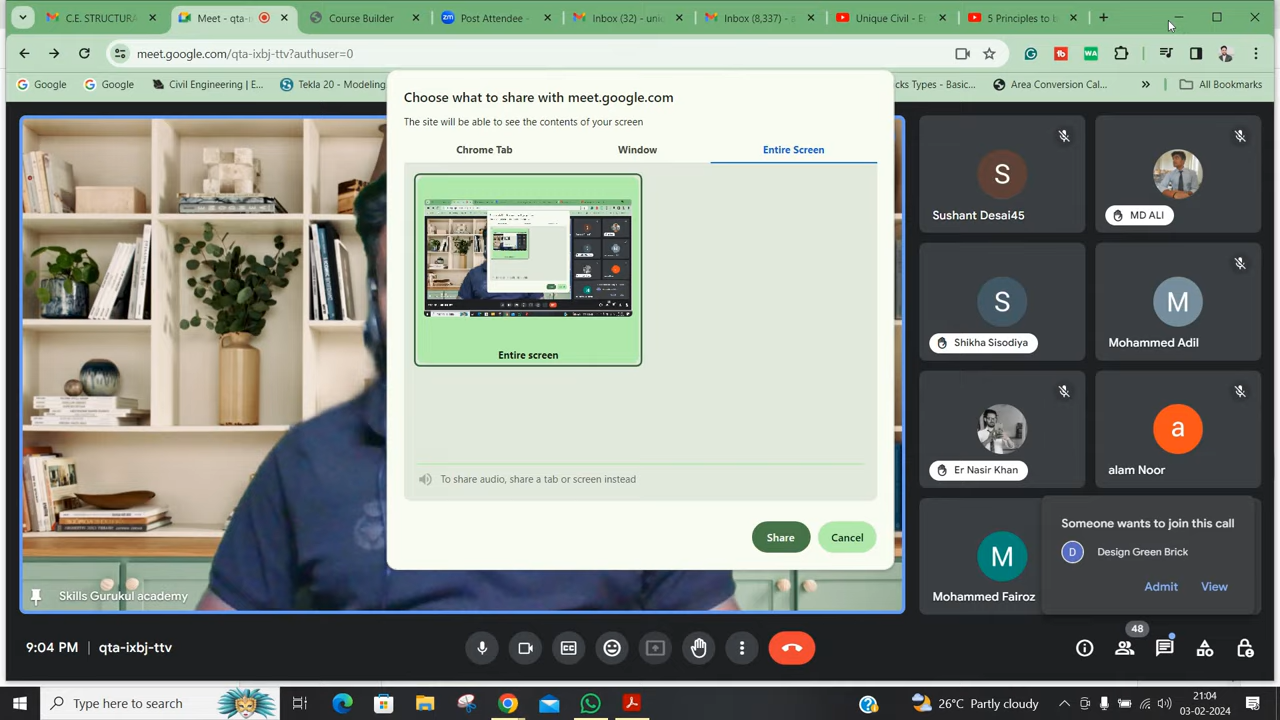 C.E. STRUCTURA
Meet - qta-
Course Builder
Post Attendee -
Inbox (32) - uni
Inbox (8,337) - a
Unique Civil - E
5 Principles to b
meet.google.com/qta-ixbj-ttv?authuser=0
Google
Google
Civil Engineering | E...
Tekla 20 - Modeling
cks Types - Basic...
Area Conversion Cal...
All Bookmarks
Choose what to share with meet.google.com
The site will be able to see the contents of your screen
Chrome Tab
Window
Entire Screen
Entire screen
To share audio, share a tab or screen instead
Share
Cancel
S
Sushant Desai45
MD ALI
S
Shikha Sisodiya
M
Mohammed Adil
Er Nasir Khan
a
alam Noor
M
Mohammed Fairoz
Someone wants to join this call
D
Design Green Brick
Admit
View
Skills Gurukul academy
9:04 PM | qta-ixbj-ttv
48
Type here to search
26°C Partly cloudy
21:04
03-02-2024